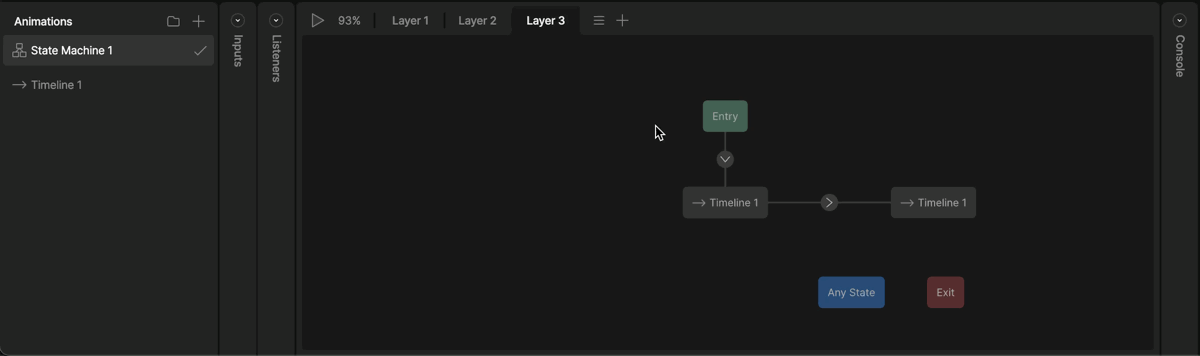 Animations
State Machine 1
Timeline 1
Inputs
Listeners
93%
Layer 1
Layer 2
Layer 3
Entry
Timeline 1
Timeline 1
Any State
Exit
Console